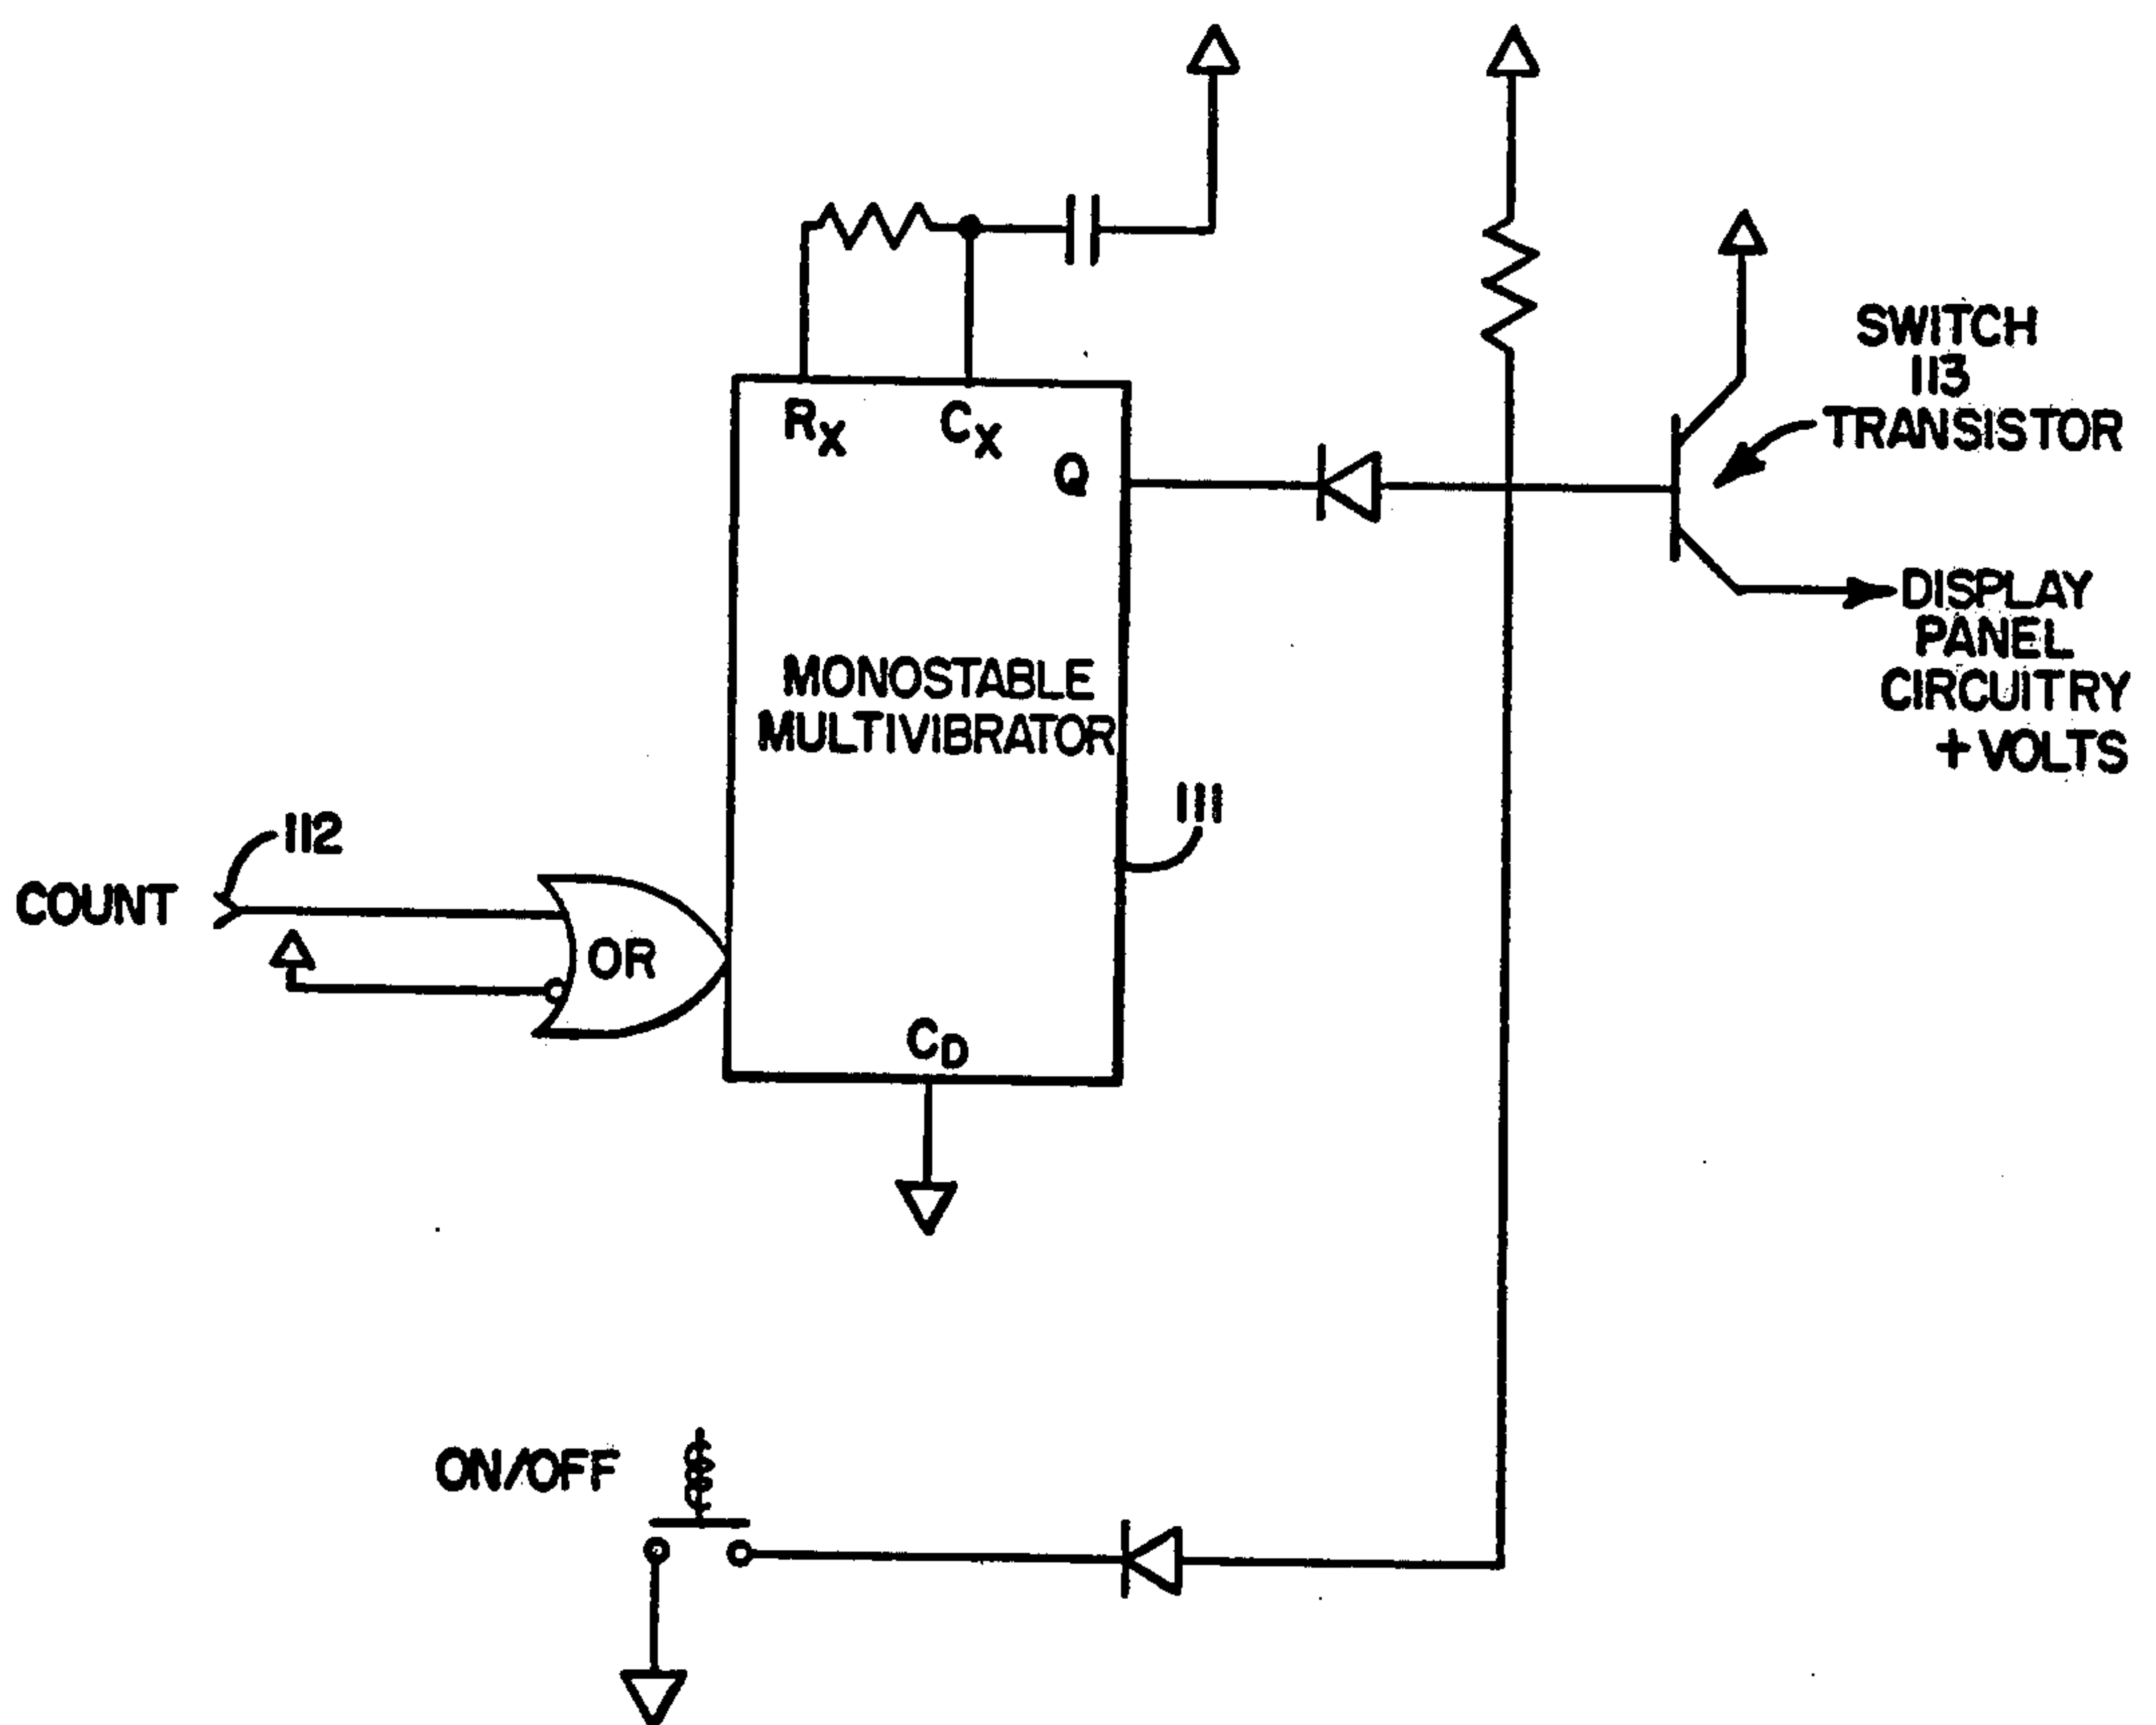 SWITCH
113
TRANSISTOR
RX
CX
Q
DISPLAY
PANEL
CIRCUITRY
+ VOLTS
MONOSTABLE
MULTIVIBRATOR
111
112
COUNT
OR
CD
ON/OFF